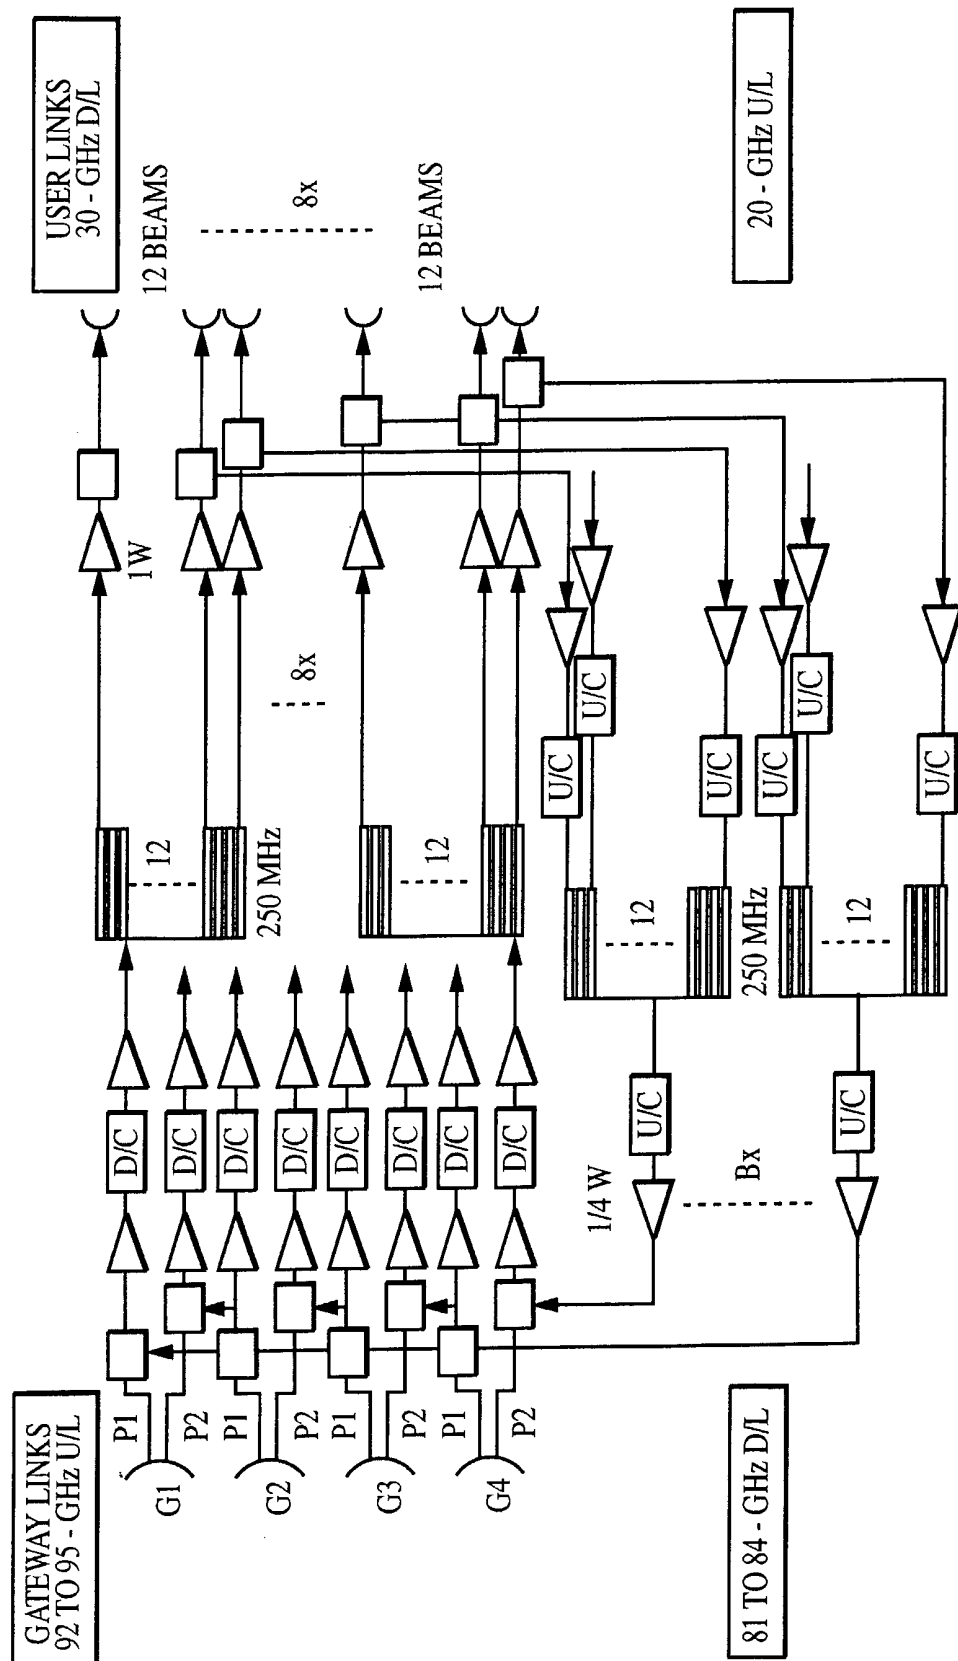 GATEWAY LINKS
92 TO 95 - GHz U/L
USER LINKS
30 - GHz D/L
P1
G1
P2
P1
G2
P2
P1
G3
P2
P1
G4
P2
D/C
D/C
D/C
D/C
D/C
D/C
D/C
D/C
12
250 MHz
12
8x
1W
12 BEAMS
8x
12 BEAMS
1/4 W
U/C
Bx
U/C
12
250 MHz
12
U/C
U/C
U/C
U/C
U/C
U/C
81 TO 84 - GHz D/L
20 - GHz U/L